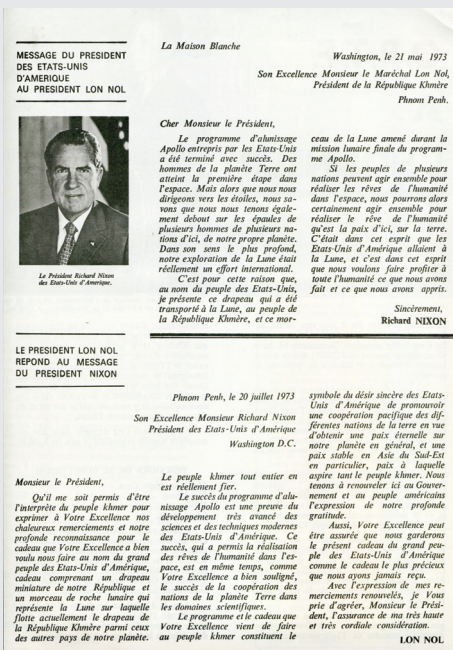 MESSAGE DU PRESIDENT
DES ETATS-UNIS
D'AMERIQUE
AU PRESIDENT LON NOL
Le Président Richard Nixon
des Etats-Unis d'Amerique.
La Maison Blanche
Washington, le 21 mai 1973
Son Excellence Monsieur le Maréchal Lon Nol,
Président de la République Khmère
Phnom Penh.
Cher Monsieur le Président,
Le programme d'alunissage
Apollo entrepris par les Etats-Unis
a été terminé avec succès. Des
hommes de la planète Terre ont
atteint la première étape dans
l'espace. Mais alors que nous nous
dirigeons vers les étoiles, nous sa-
vons que nous nous tenons égale-
ment debout sur les épaules de
plusieurs hommes de plusieurs na-
tions d'ici, de notre propre planète.
Dans son sens le plus profond,
notre exploration de la Lune était
réellement un effort international.
C'est pour cette raison que,
au nom du peuple des Etats-Unis,
je présente ce drapeau qui a été
transporté à la Lune, au peuple de
la République Khmère, et ce mor-
ceau de la Lune amené durant la
mission lunaire finale du program-
me Apollo.
Si les peuples de plusieurs
nations peuvent agir ensemble pour
réaliser les rêves de l'humanité
dans l'espace, nous pourrons alors
certainement agir ensemble pour
réaliser le rêve de l'humanité
qu'est la paix d'ici, sur la terre.
C'était dans cet esprit que les
Etats-Unis d'Amérique allaient à
la Lune, et c'est dans cet esprit
que nous voulons faire profiter à
toute l'humanité ce que nous avons
fait et ce que nous avons appris.
Sincèrement,
Richard NIXON
LE PRESIDENT LON NOL
REPOND AU MESSAGE
DU PRESIDENT NIXON
Phnom Penh, le 20 juillet 1973
Son Excellence Monsieur Richard Nixon
Président des Etats-Unis d'Amérique
Washington D.C.
Monsieur le Président,
Qu'il me soit permis d'être
l'interprète du peuple khmer pour
exprimer à Votre Excellence nos
chaleureux remerciements et notre
profonde reconnaissance pour le
cadeau que Votre Excellence a bien
voulu nous faire au nom du grand
peuple des Etats-Unis d'Amérique,
cadeau comprenant un drapeau
miniature de notre République et
un morceau de roche lunaire qui
représente la Lune sur laquelle
flotte actuellement le drapeau de
la République Khmère parmi ceux
des autres pays de notre planète.
Le peuple khmer tout entier en
est réellement fier.
Le succès du programme d'alu-
nissage Apollo est une preuve du
développement très avancé des
sciences et des techniques modernes
des Etats-Unis d'Amérique. Ce
succès, qui a permis la réalisation
des rêves de l'humanité dans l'es-
pace, est en même temps, comme
Votre Excellence a bien souligné,
le succès de la coopération des
nations de la planète Terre dans
les domaines scientifiques.
Le programme et le cadeau que
Votre Excellence vient de faire
au peuple khmer constituent le
symbole du désir sincère des Etats-
Unis d'Amérique de promouvoir
une coopération pacifique des dif-
férentes nations de la terre en vue
d'obtenir une paix éternelle sur
notre planète en général, et une
paix stable en Asie du Sud-Est
en particulier, paix à laquelle
aspire tant le peuple khmer. Nous
tenons à renouveler ici au Gouver-
nement et au peuple américains
l'expression de notre profonde
gratitude.
Aussi, Votre Excellence peut
être assurée que nous garderons
le présent cadeau du grand peu-
ple des Etats-Unis d'Amérique
comme le cadeau le plus précieux
que nous ayons jamais reçu.
Avec l'expression de mes re-
merciements renouvelés, je Vous
prie d'agréer, Monsieur le Prési-
dent, l'assurance de ma très haute
et très cordiale considération.
LON NOL